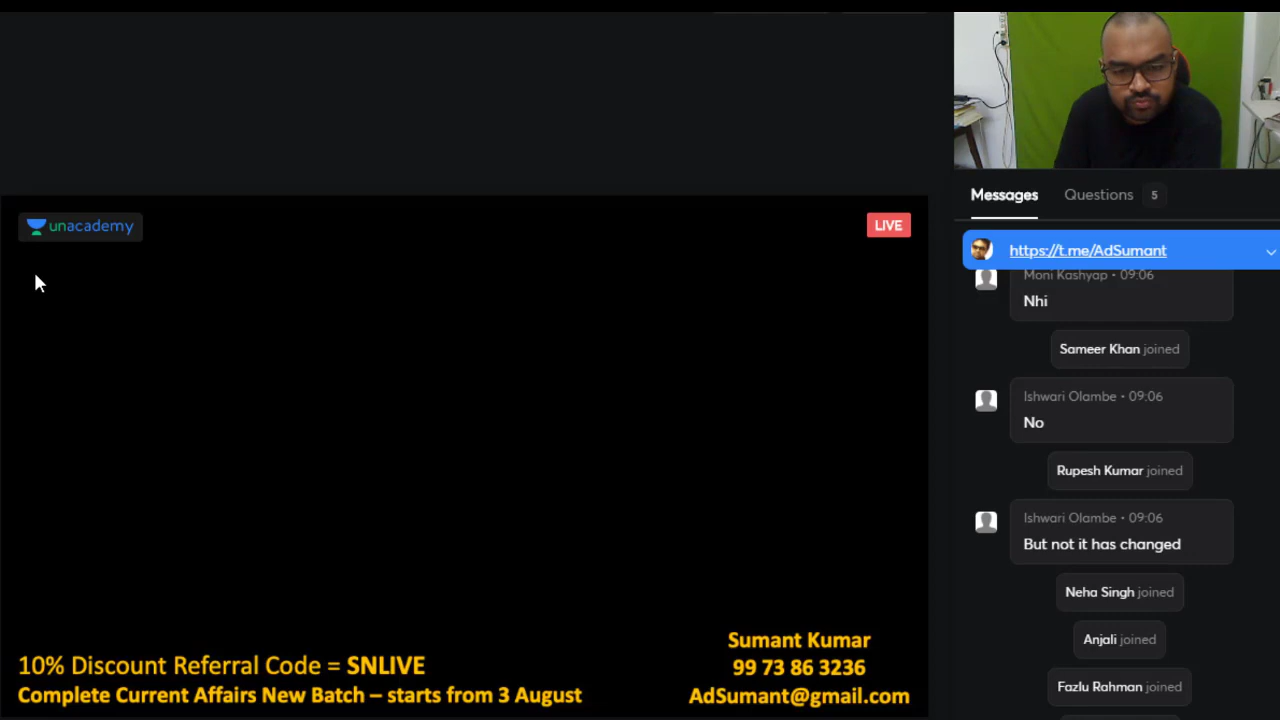 unacademy
LIVE
10% Discount Referral Code = SNLIVE
Complete Current Affairs New Batch – starts from 3 August
Sumant Kumar
99 73 86 3236
AdSumant@gmail.com
Messages
Questions 5
https://t.me/AdSumant
Moni Kashyap • 09:06
Nhi
Sameer Khan joined
Ishwari Olambe • 09:06
No
Rupesh Kumar joined
Ishwari Olambe • 09:06
But not it has changed
Neha Singh joined
Anjali joined
Fazlu Rahman joined